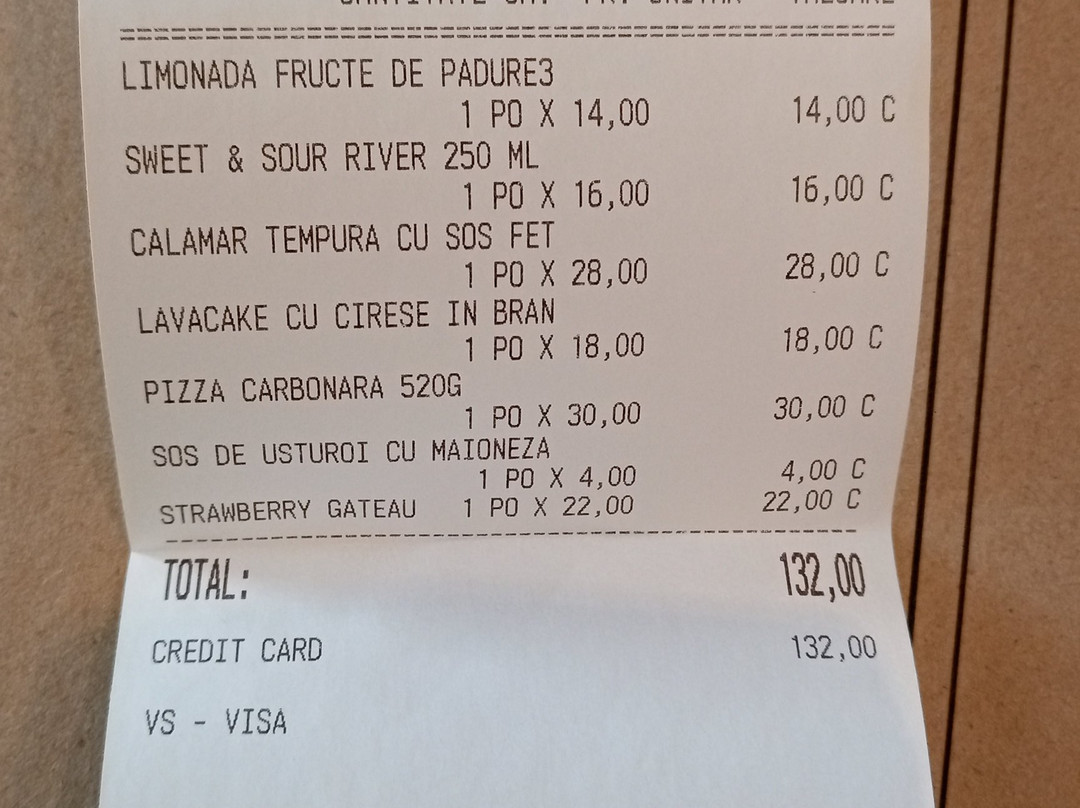 LIMONADA FRUCTE DE PADURE3
1 PO X 14,00 14,00 C
SWEET & SOUR RIVER 250 ML
1 PO X 16,00 16,00 C
CALAMAR TEMPURA CU SOS FET
1 PO X 28,00 28,00 C
LAVACAKE CU CIRESE IN BRAN
1 PO X 18,00 18,00 C
PIZZA CARBONARA 520G
1 PO X 30,00 30,00 C
SOS DE USTUROI CU MAIONEZA
1 PO X 4,00 4,00 C
STRAWBERRY GATEAU 1 PO X 22,00 22,00 C
TOTAL: 132,00
CREDIT CARD 132,00
VS - VISA